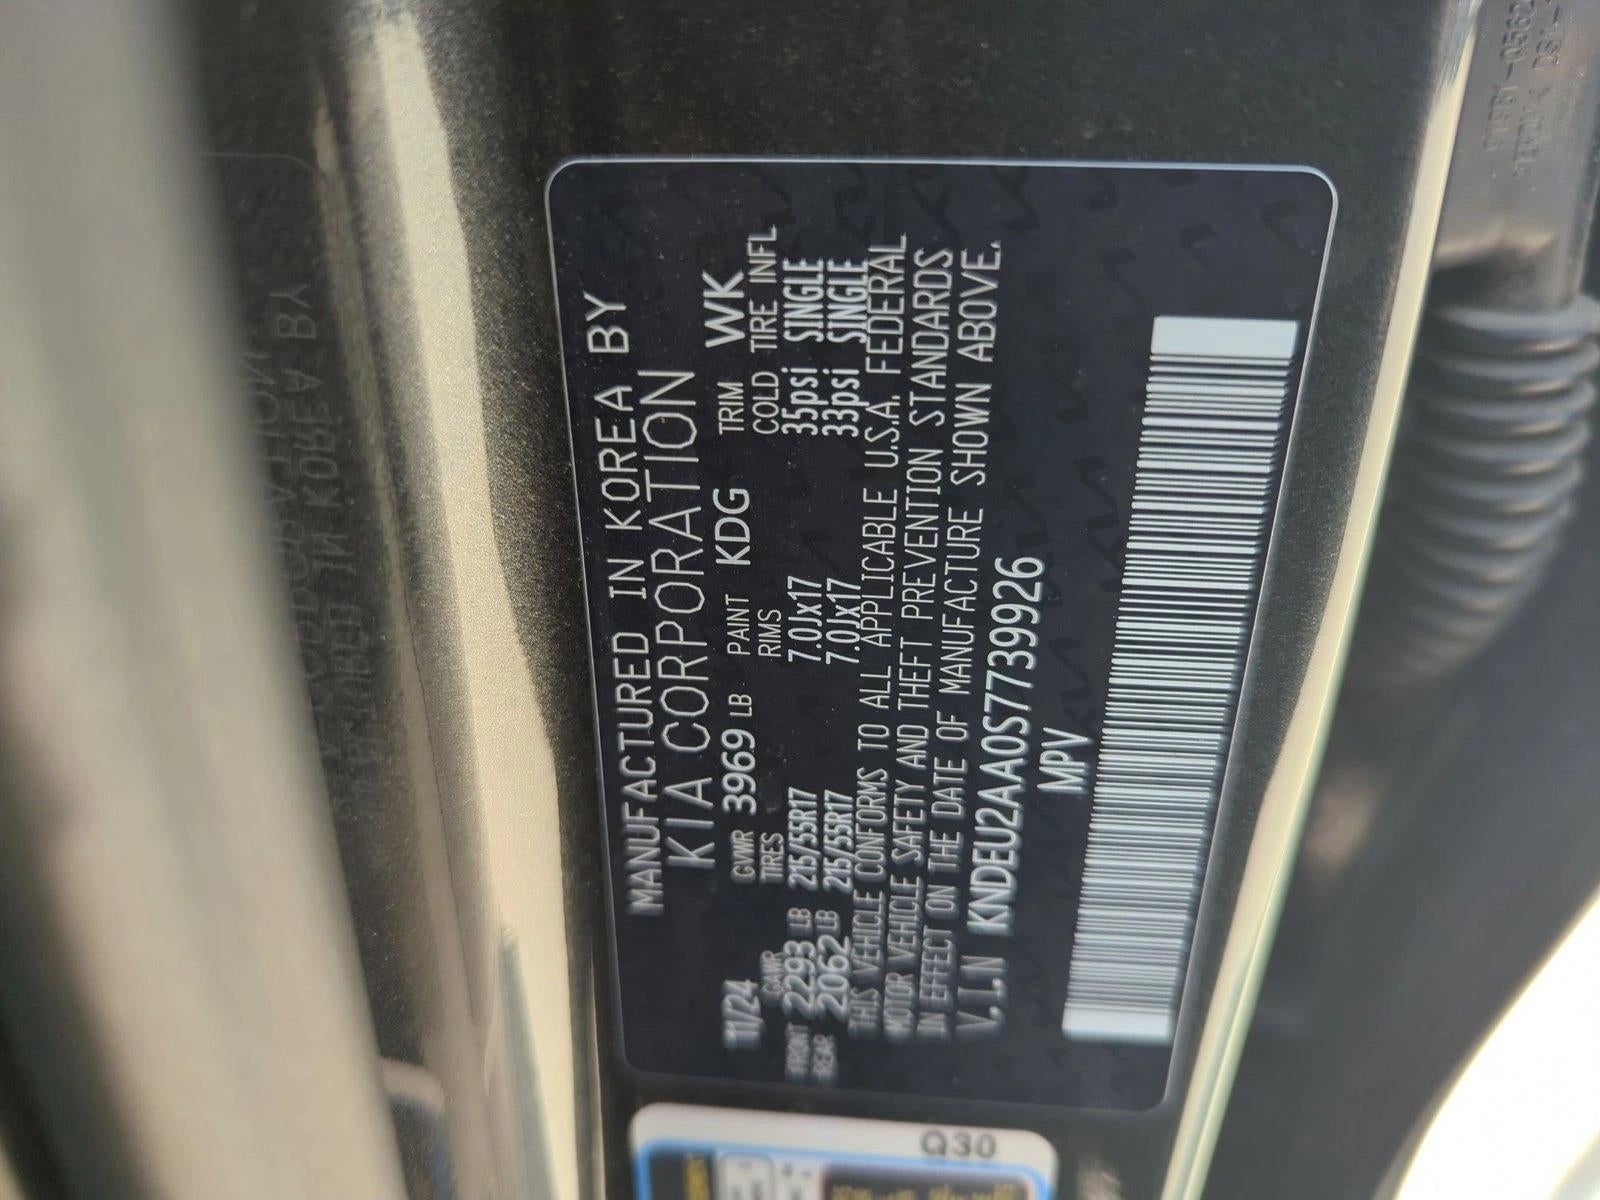 MANUFACTURED IN KOREA BY
KIA CORPORATION
11/24 GVWR 3969 LB PAINT KDG TRIM WK
GAWR TIRES RIMS COLD TIRE INFL
FRONT 2293 LB 215/55R17 7.0Jx17 35psi SINGLE
REAR 2062 LB 215/55R17 7.0Jx17 33psi SINGLE
THIS VEHICLE CONFORMS TO ALL APPLICABLE U.S.A. FEDERAL
MOTOR VEHICLE SAFETY AND THEFT PREVENTION STANDARDS
IN EFFECT ON THE DATE OF MANUFACTURE SHOWN ABOVE.
V.I.N KNDEU2AA0S7739926
MPV
Q30